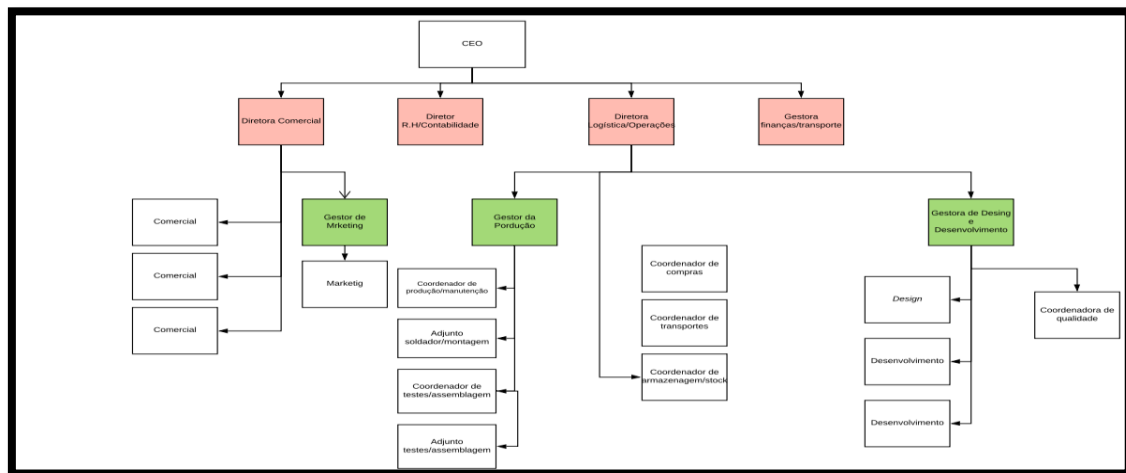 CEO
Diretora Comercial
Diretor
R.H/Contabilidade
Diretora
Logística/Operações
Gestora
finanças/transporte
Comercial
Comercial
Comercial
Gestor de
Mrketing
Marketig
Gestor da
Pordução
Coordenador de
produção/manutenção
Adjunto
soldador/montagem
Coordenador de
testes/assemblagem
Adjunto
testes/assemblagem
Coordenador de
compras
Coordenador de
transportes
Coordenador de
armazenagem/stock
Gestora de Desing
e
Desenvolvimento
Design
Desenvolvimento
Desenvolvimento
Coordenadora de
qualidade